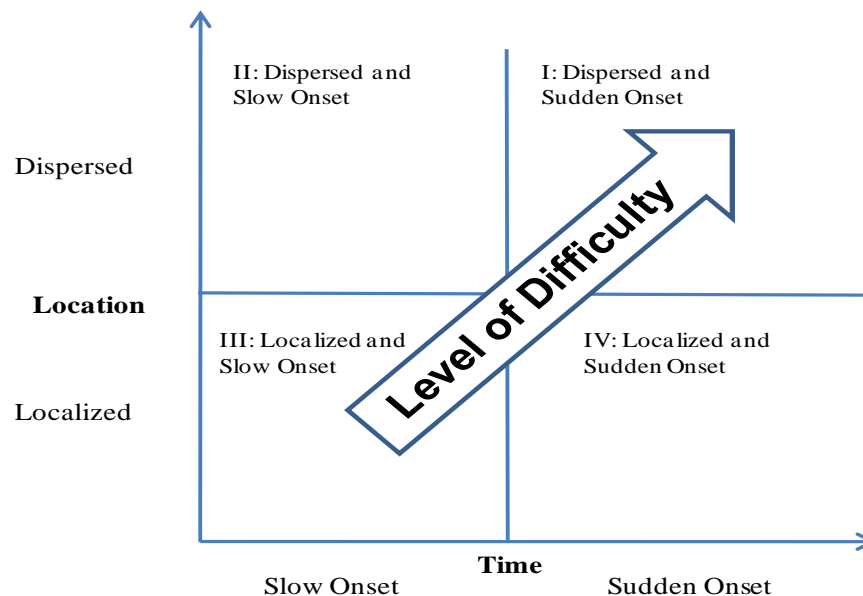 II: Dispersed and
Slow Onset
I: Dispersed and
Sudden Onset
Dispersed
Level of Difficulty
Location
III: Localized and
Slow Onset
IV: Localized and
Sudden Onset
Localized
Time
Slow Onset
Sudden Onset